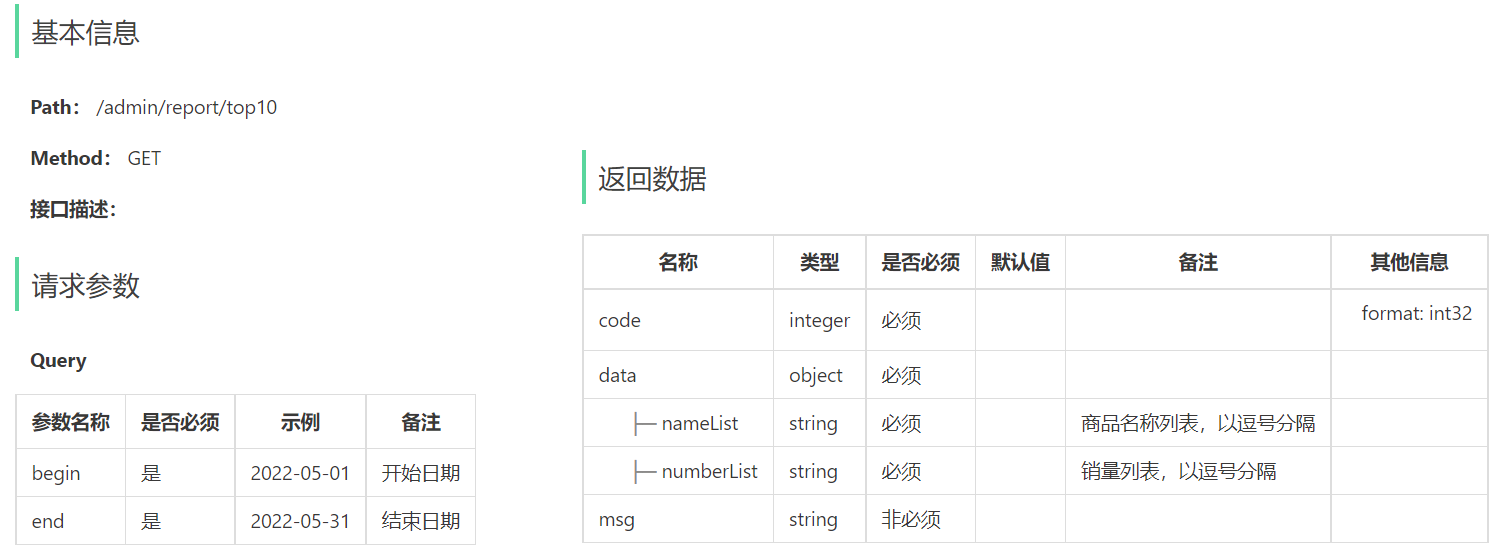 基本信息
Path： /admin/report/top10
Method： GET
接口描述：
请求参数
Query
参数名称 是否必须 示例 备注
begin 是 2022-05-01 开始日期
end 是 2022-05-31 结束日期
返回数据
名称 类型 是否必须 默认值 备注 其他信息
code integer 必须 format: int32
data object 必须
├─ nameList string 必须 商品名称列表，以逗号分隔
├─ numberList string 必须 销量列表，以逗号分隔
msg string 非必须